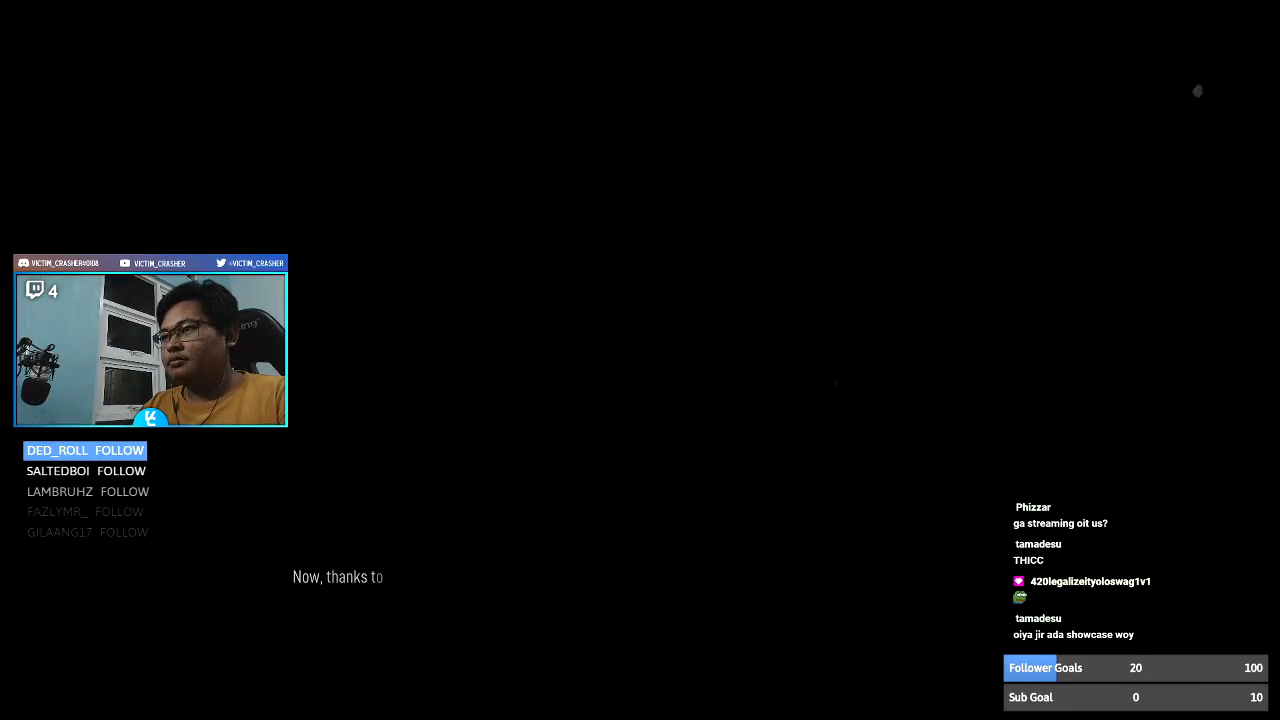 VICTIM_CRASHER#0108 VICTIM_CRASHER @VICTIM_CRASHER
4
DED_ROLL FOLLOW
SALTEDBOI FOLLOW
LAMBRUHZ FOLLOW
FAZLYMR_ FOLLOW
GILAANG17 FOLLOW
Now, thanks to
Phizzar
ga streaming oit us?
tamadesu
THICC
420legalizeityoloswag1v1
tamadesu
oiya jir ada showcase woy
Follower Goals 20 100
Sub Goal 0 10